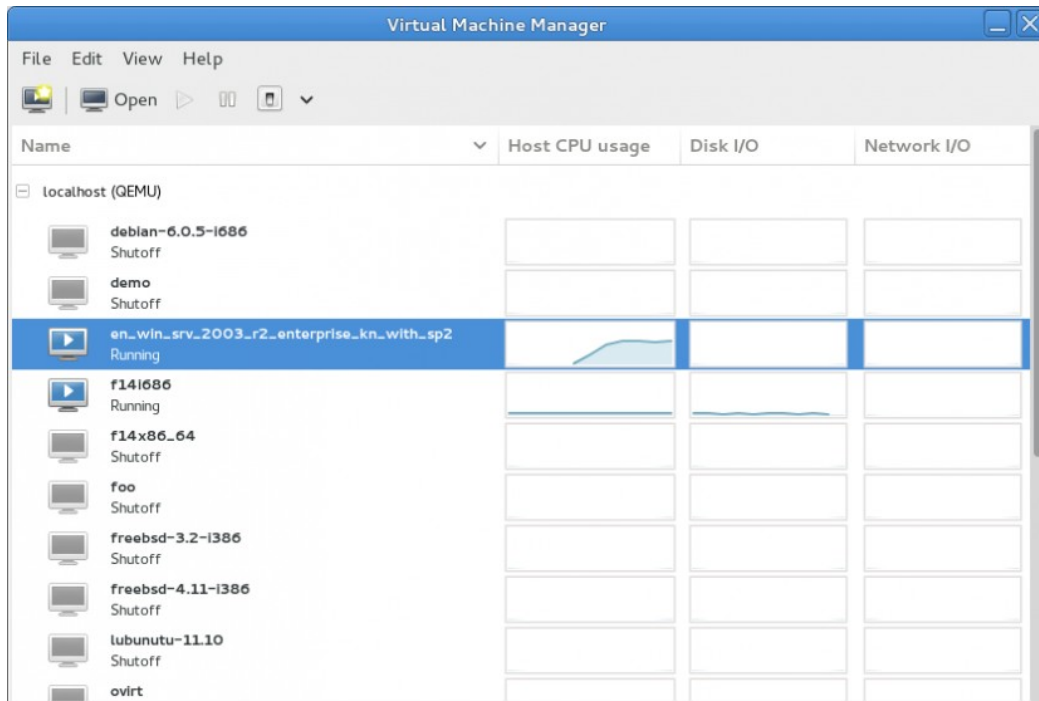 Virtual Machine Manager
File Edit View Help
Open
Name Host CPU usage Disk I/O Network I/O
localhost (QEMU)
debian-6.0.5-i686
Shutoff
demo
Shutoff
en_win_srv_2003_r2_enterprise_kn_with_sp2
Running
f14i686
Running
f14x86_64
Shutoff
foo
Shutoff
freebsd-3.2-i386
Shutoff
freebsd-4.11-i386
Shutoff
lubunutu-11.10
Shutoff
ovirt